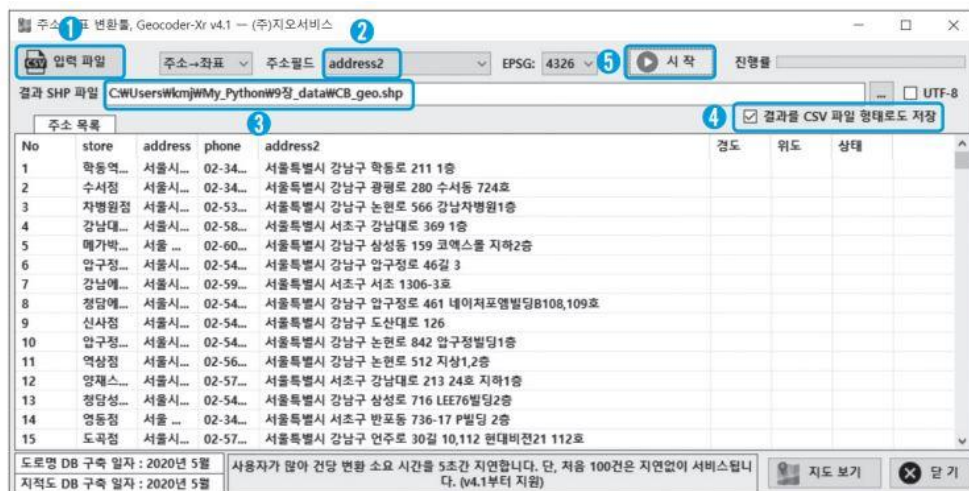 주소 표 변환툴, Geocoder-Xr v4.1 — (주)지오서비스
1
2
CSV 입력 파일 주소→좌표 주소필드 address2 EPSG: 4326 5 시 작 진행률
결과 SHP 파일 C:₩Users₩kmj₩My_Python₩9장_data₩CB_geo.shp ... UTF-8
주소 목록 3 4 결과를 CSV 파일 형태로도 저장
No store address phone address2 경도 위도 상태
1 학동역... 서울시... 02-34... 서울특별시 강남구 학동로 211 1층
2 수서점 서울시... 02-54... 서울특별시 강남구 광평로 280 수서동 724호
3 차병원점 서울시... 02-53... 서울특별시 강남구 논현로 566 강남차병원1층
4 강남대... 서울시... 02-58... 서울특별시 서초구 강남대로 369 1층
5 메가박... 서울 ... 02-60... 서울특별시 강남구 삼성동 159 코엑스몰 지하2층
6 압구정... 서울시... 02-54... 서울특별시 강남구 압구정로 46길 3
7 강남에... 서울시... 02-59... 서울특별시 서초구 서초 1306-3호
8 청담에... 서울시... 02-54... 서울특별시 강남구 압구정로 461 네이처포엠빌딩B108,109호
9 신사점 서울시... 02-54... 서울특별시 강남구 도산대로 126
10 압구정... 서울시... 02-54... 서울특별시 강남구 논현로 842 압구정빌딩1층
11 역삼점 서울시... 02-56... 서울특별시 강남구 논현로 512 지상1,2층
12 양재스... 서울시... 02-57... 서울특별시 서초구 강남대로 213 24호 지하1층
13 청담성... 서울시... 02-54... 서울특별시 강남구 삼성로 716 LEE76빌딩2층
14 영동점 서울 ... 02-34... 서울특별시 서초구 반포동 736-17 P빌딩 2층
15 도곡점 서울시... 02-57... 서울특별시 강남구 언주로 30길 10,112 현대비젼21 112호
도로명 DB 구축 일자 : 2020년 5월
지적도 DB 구축 일자 : 2020년 5월
사용자가 많아 건당 변환 소요 시간을 5초간 지연합니다. 단, 처음 100건은 지연없이 서비스됩니
다. (v4.1부터 지원)
지도 보기
닫 기